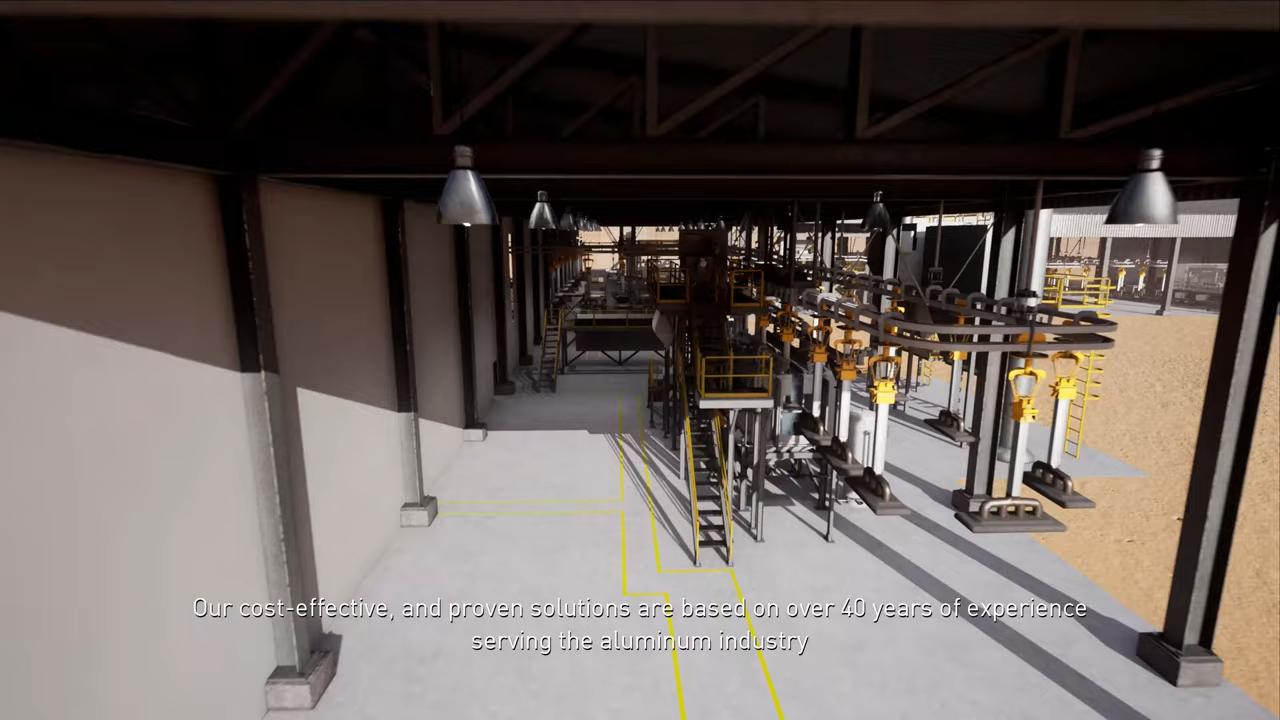 Our cost-effective, and proven solutions are based on over 40 years of experience
serving the aluminum industry